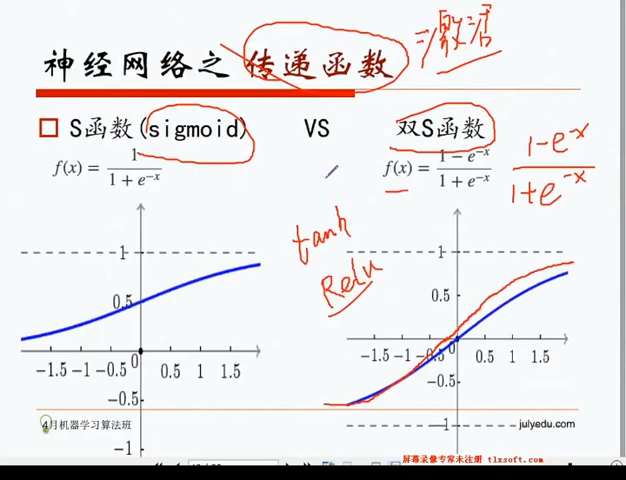 神经网络之 传递函数 =>激活
S函数(sigmoid) VS 双S函数
f(x) = 1 / (1 + e^{-x})
f(x) = (1 − e^{-x}) / (1 + e^{-x})
1-e^{-x} / 1+e^{-x}
tanh
Relu
1
0.5
0
-1.5 -1 -0.5 0.5 1 1.5
-0.5
-1
1
0.5
0
-1.5 -1 -0.5 0.5 1 1.5
-0.5
-1
4月机器学习算法班
julyedu.com
屏幕录像专家未注册 tlxsoft.com